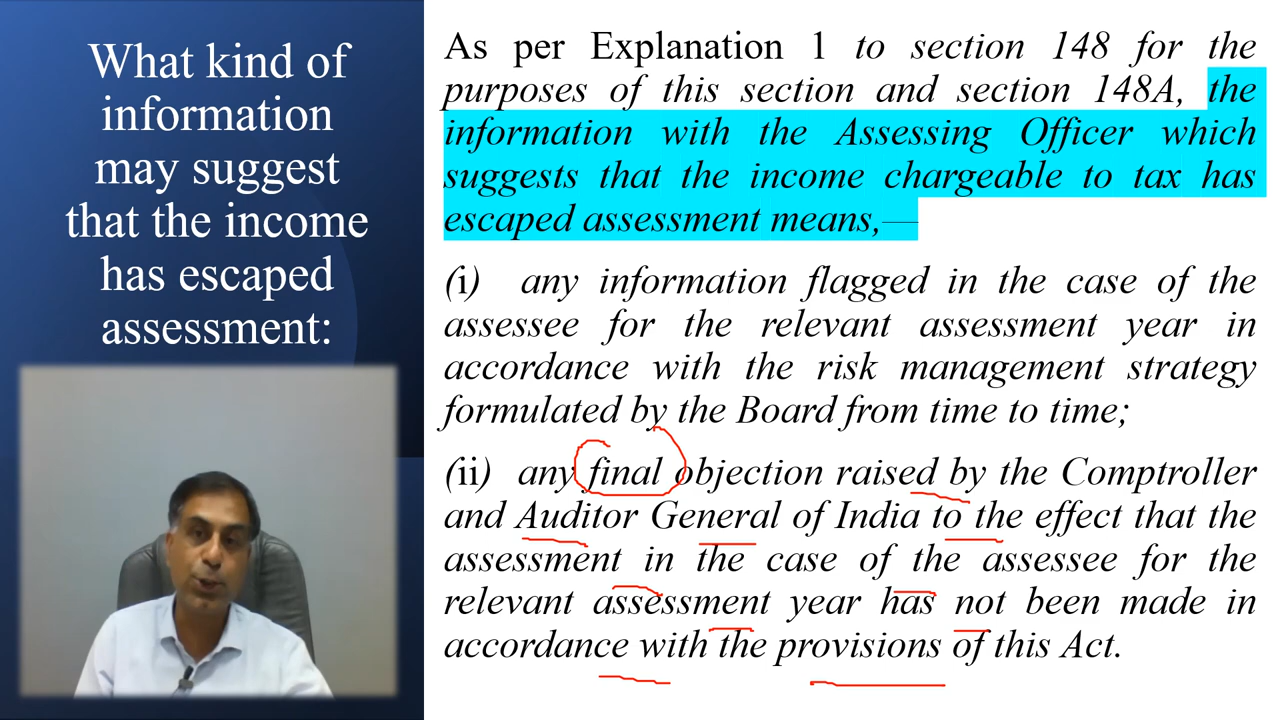 What kind of
information
may suggest
that the income
has escaped
assessment:
As per Explanation 1 to section 148 for the
purposes of this section and section 148A, the
information with the Assessing Officer which
suggests that the income chargeable to tax has
escaped assessment means,—
(i) any information flagged in the case of the
assessee for the relevant assessment year in
accordance with the risk management strategy
formulated by the Board from time to time;
(ii) any final objection raised by the Comptroller
and Auditor General of India to the effect that the
assessment in the case of the assessee for the
relevant assessment year has not been made in
accordance with the provisions of this Act.